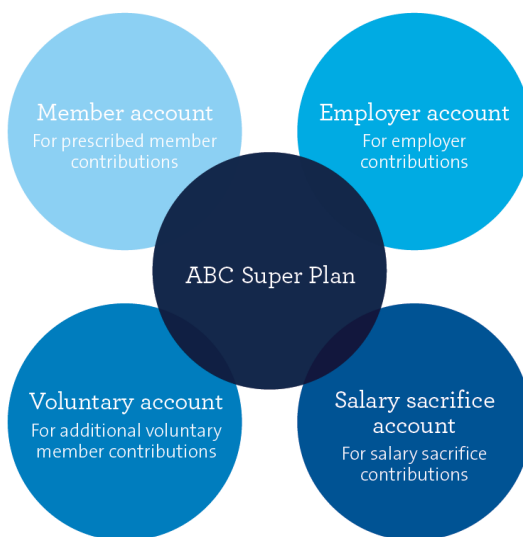 Member account
For prescribed member
contributions
Employer account
For employer
contributions
ABC Super Plan
Voluntary account
For additional voluntary
member contributions
Salary sacrifice
account
For salary sacrifice
contributions